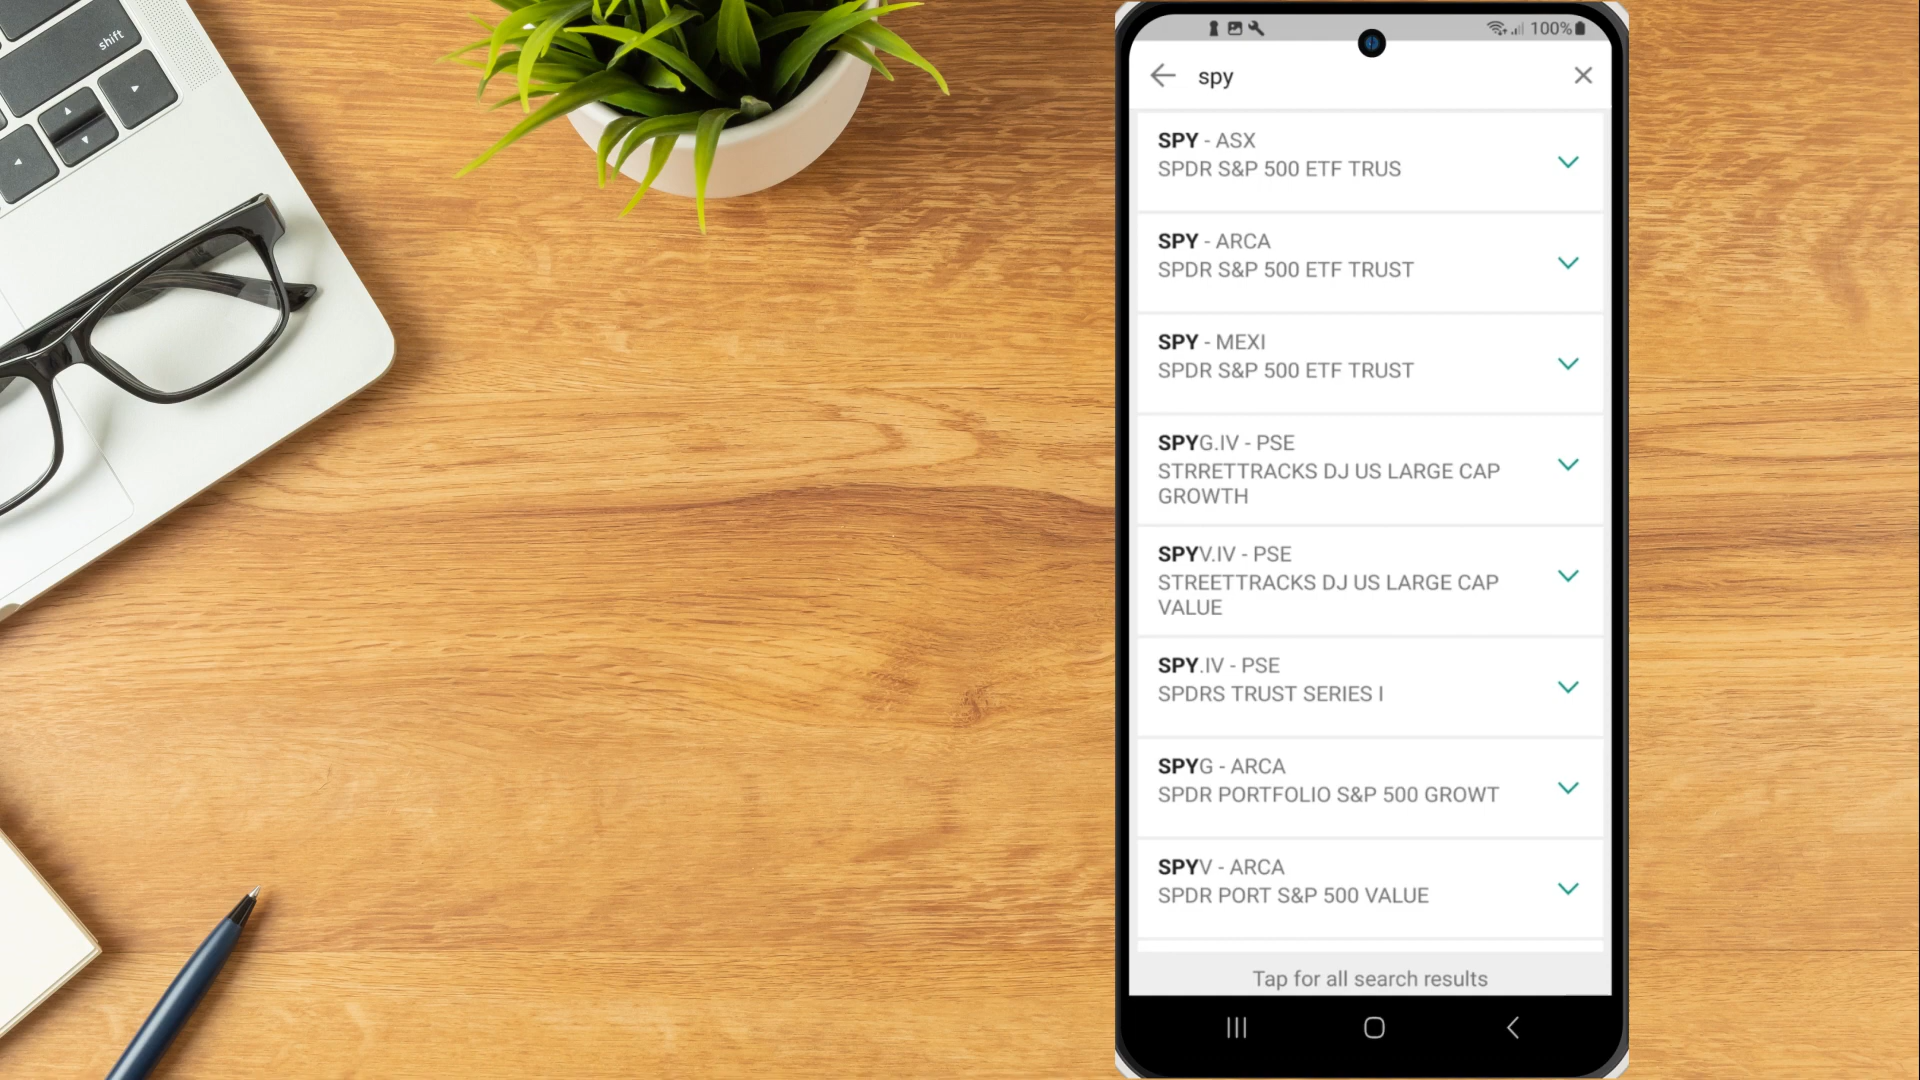 shift
100%
spy
SPY - ASX
SPDR S&P 500 ETF TRUS
SPY - ARCA
SPDR S&P 500 ETF TRUST
SPY - MEXI
SPDR S&P 500 ETF TRUST
SPYG.IV - PSE
STRRETTRACKS DJ US LARGE CAP
GROWTH
SPYV.IV - PSE
STREETTRACKS DJ US LARGE CAP
VALUE
SPY.IV - PSE
SPDRS TRUST SERIES I
SPYG - ARCA
SPDR PORTFOLIO S&P 500 GROWT
SPYV - ARCA
SPDR PORT S&P 500 VALUE
Tap for all search results